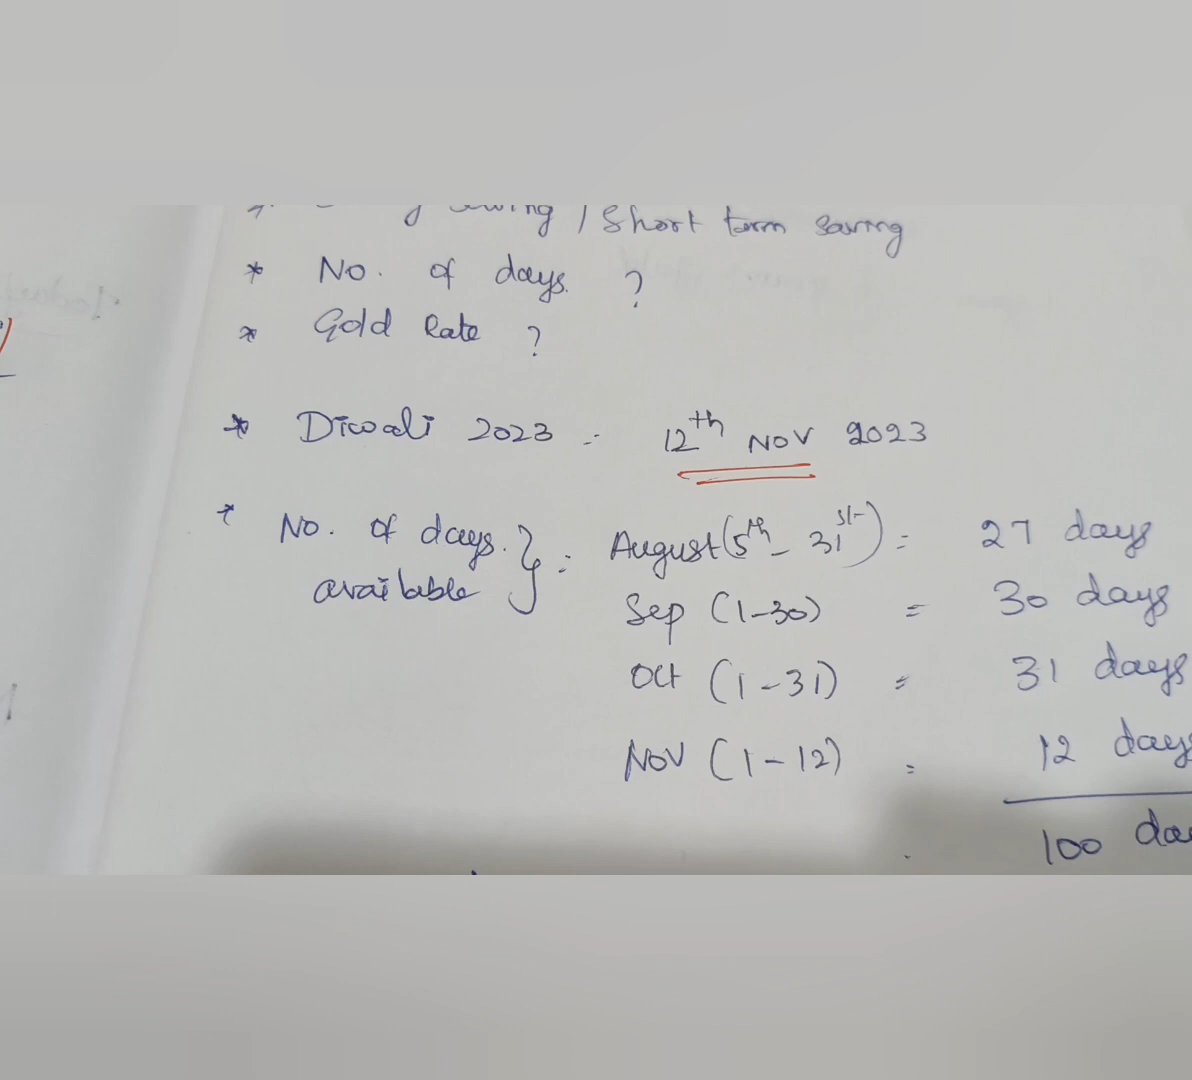 saving / Short term saving
* No. of days. ?
* Gold Rate ?
* Diwali 2023 :- 12th NOV 2023
* No. of days. available } : August (5th - 31st) = 27 days
Sep (1-30) = 30 days
Oct (1-31) = 31 days
NOV (1-12) = 12 days
100 da